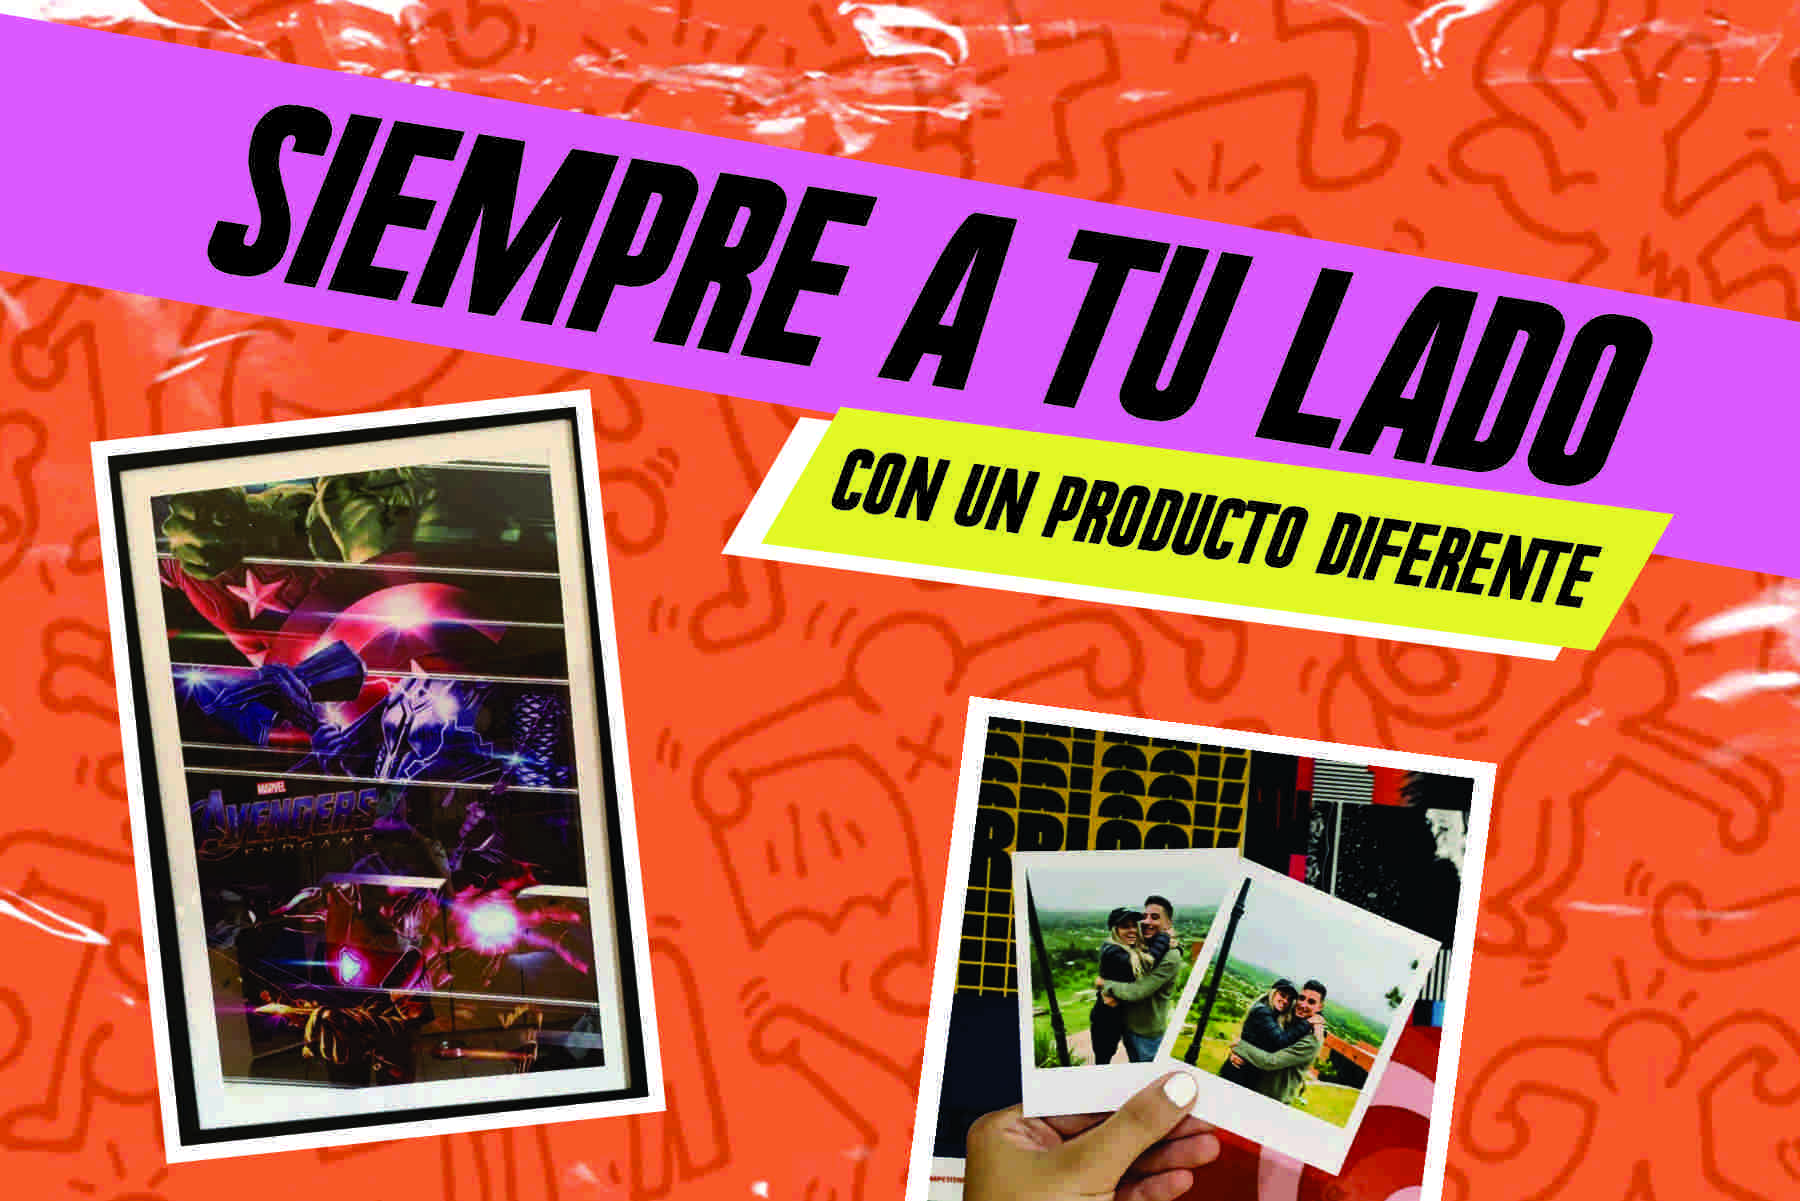 SIEMPRE A TU LADO
CON UN PRODUCTO DIFERENTE
MARVEL
AVENGERS
ENDGAME